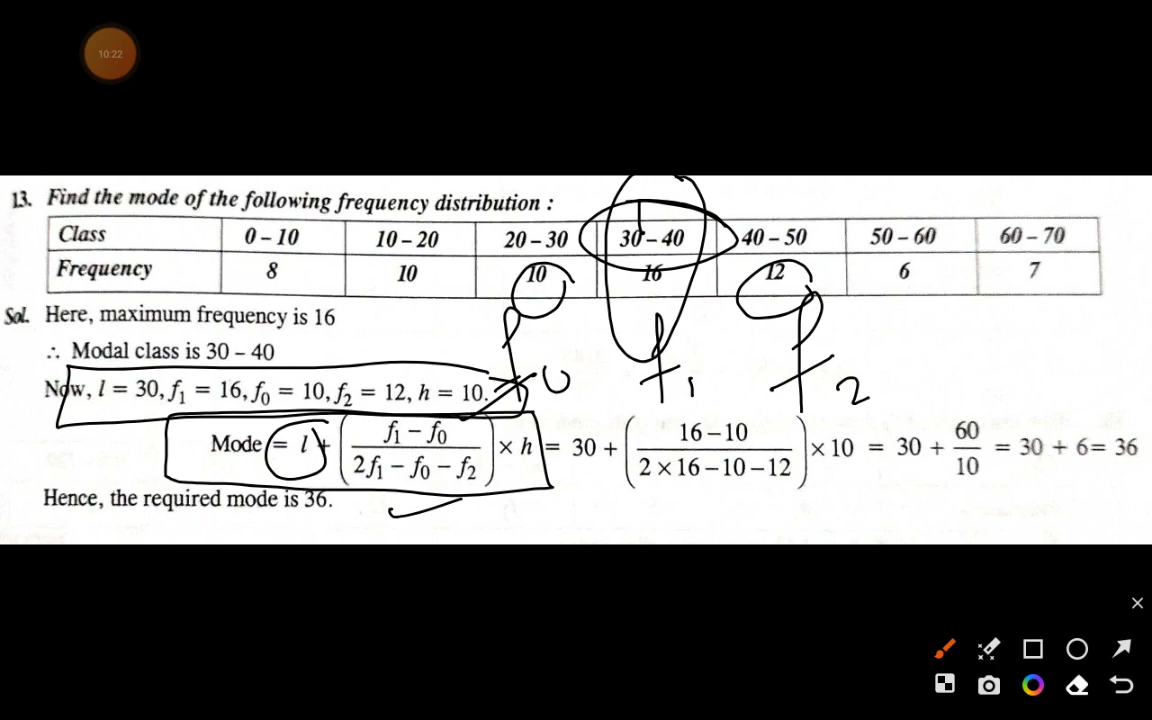 10:22
13. Find the mode of the following frequency distribution :
Class 0 – 10 10 – 20 20 – 30 30 – 40 40 – 50 50 – 60 60 – 70
Frequency 8 10 10 16 12 6 7
Sol. Here, maximum frequency is 16
∴ Modal class is 30 – 40
Now, l = 30, f₁ = 16, f₀ = 10, f₂ = 12, h = 10.
f₀ f₁ f₂
Mode = l + ( (f₁ – f₀) / (2f₁ – f₀ – f₂) ) × h = 30 + ( (16 – 10) / (2 × 16 – 10 – 12) ) × 10 = 30 + 60/10 = 30 + 6 = 36
Hence, the required mode is 36.